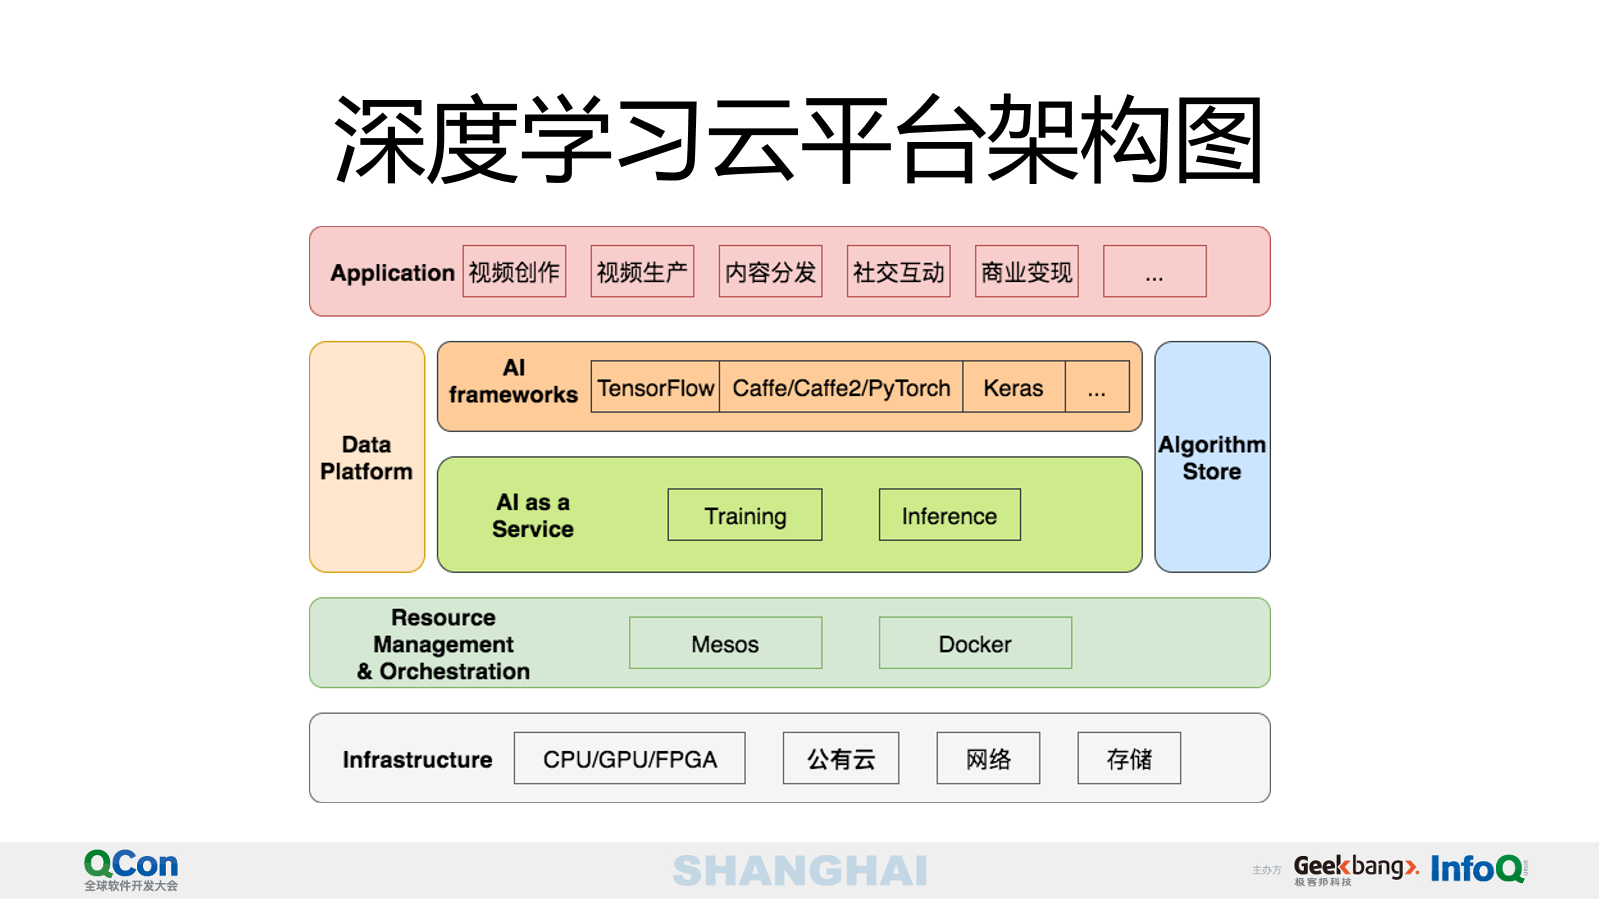 深度学习云平台架构图
Application 视频创作 视频生产 内容分发 社交互动 商业变现 ...
Data
Platform
AI
frameworks
TensorFlow Caffe/Caffe2/PyTorch Keras ...
AI as a
Service
Training Inference
Algorithm
Store
Resource
Management
& Orchestration
Mesos Docker
Infrastructure CPU/GPU/FPGA 公有云 网络 存储
QCon
全球软件开发大会
SHANGHAI
主办方 Geekbang>.
极客邦科技
InfoQ